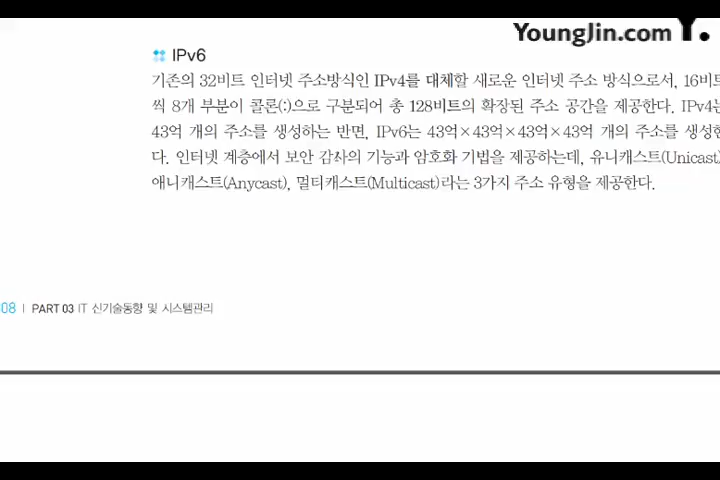 YoungJin.com Y.
IPv6
기존의 32비트 인터넷 주소방식인 IPv4를 대체할 새로운 인터넷 주소 방식으로서, 16비트
씩 8개 부분이 콜론(:)으로 구분되어 총 128비트의 확장된 주소 공간을 제공한다. IPv4는
43억 개의 주소를 생성하는 반면, IPv6는 43억×43억×43억×43억 개의 주소를 생성한
다. 인터넷 계층에서 보안 감사의 기능과 암호화 기법을 제공하는데, 유니캐스트(Unicast)
애니캐스트(Anycast), 멀티캐스트(Multicast)라는 3가지 주소 유형을 제공한다.
08 | PART 03 IT 신기술동향 및 시스템관리